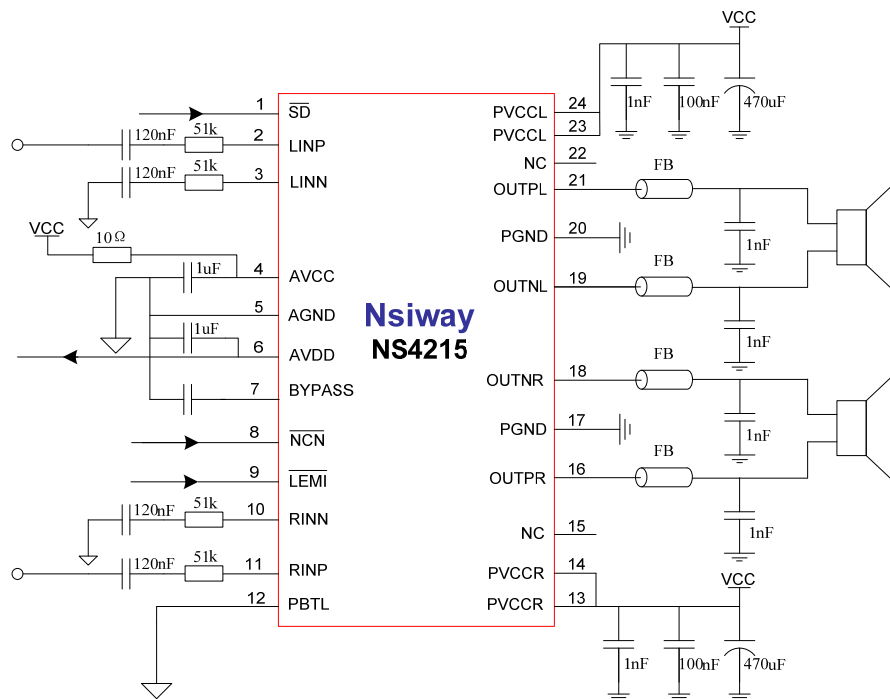 VCC
1nF
100nF
470uF
1
SD
PVCCL
24
2
LINP
120nF
51k
PVCCL
23
3
LINN
120nF
51k
NC
22
OUTPL
21
FB
1nF
VCC
10Ω
4
AVCC
1uF
PGND
20
5
AGND
OUTNL
19
FB
1nF
Nsiway
NS4215
1uF
6
AVDD
7
BYPASS
OUTNR
18
FB
1nF
8
NCN
PGND
17
9
LEMI
OUTPR
16
FB
1nF
10
RINN
120nF
51k
NC
15
11
RINP
120nF
51k
PVCCR
14
12
PBTL
PVCCR
13
VCC
1nF
100nF
470uF